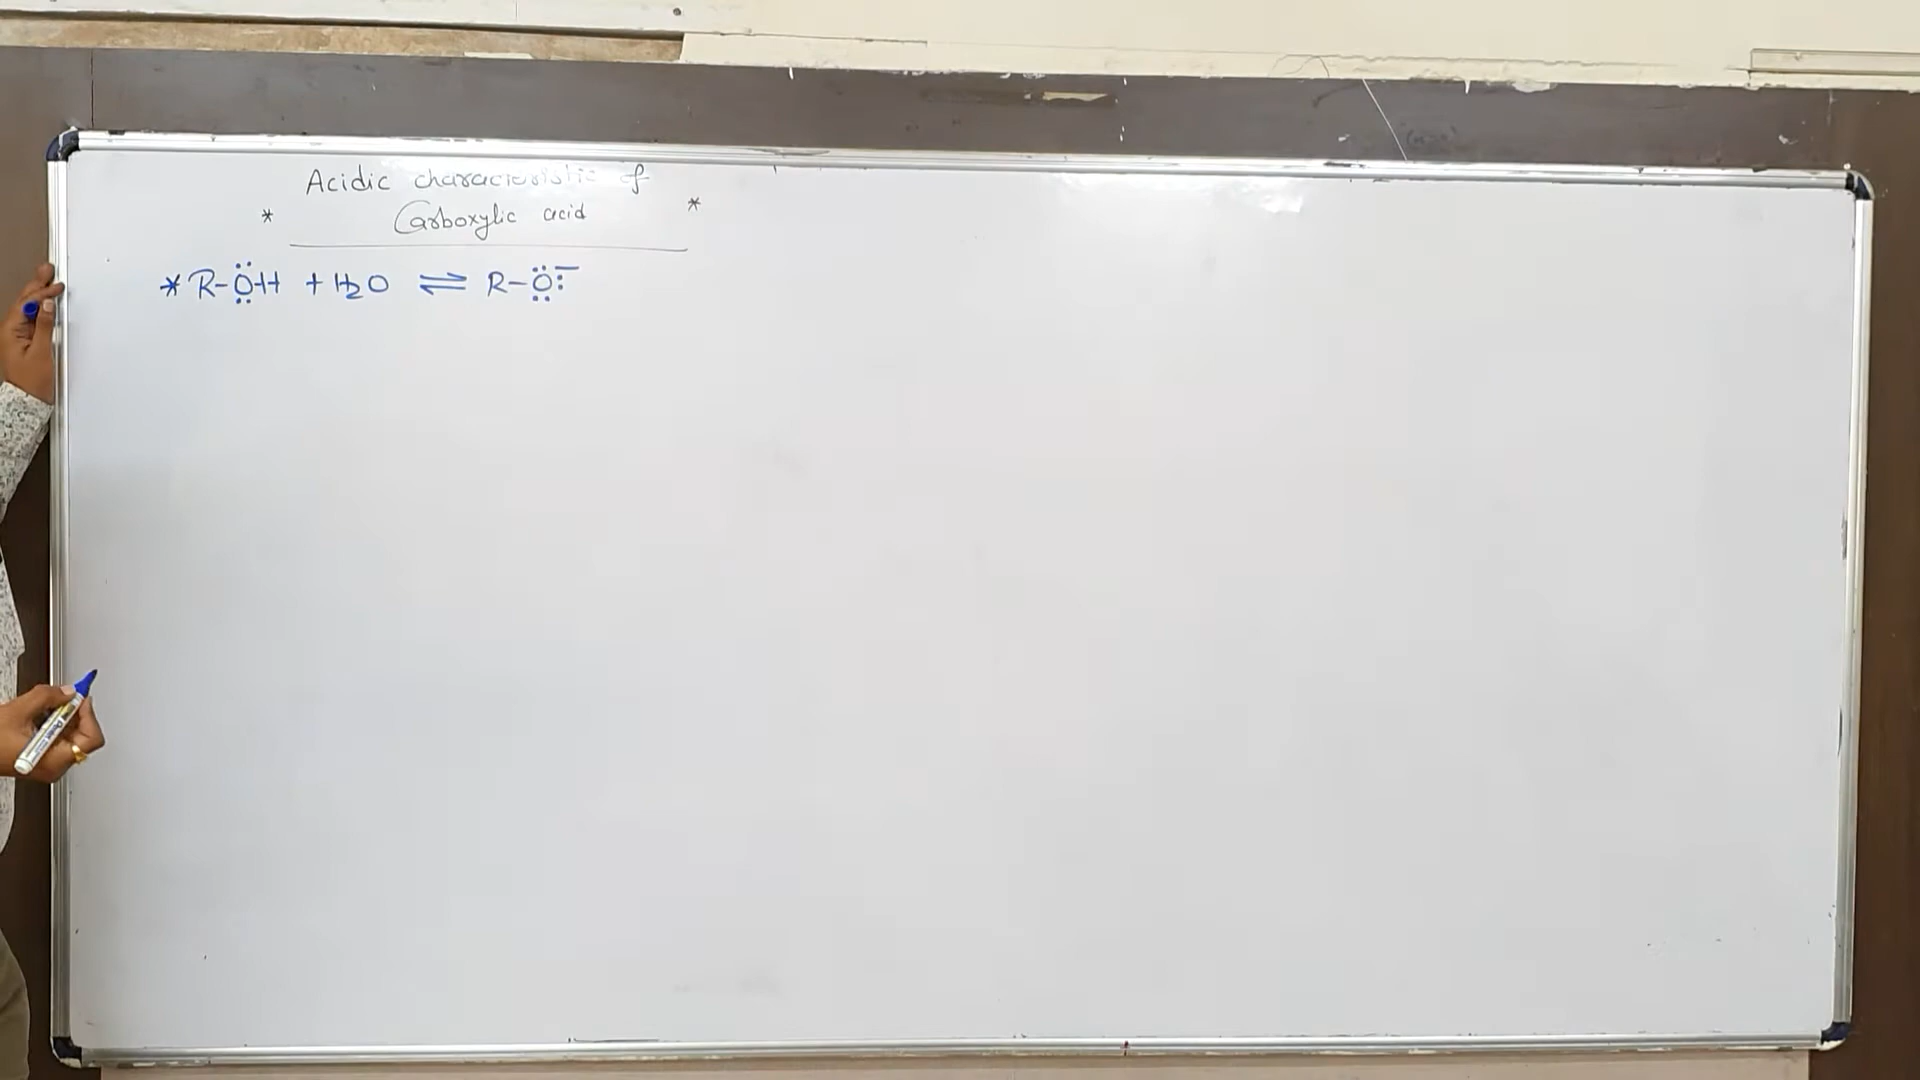 Acidic characteristic of
* Carboxylic acid *
* R-ÖH + H₂O ⇌ R-Ö:⁻